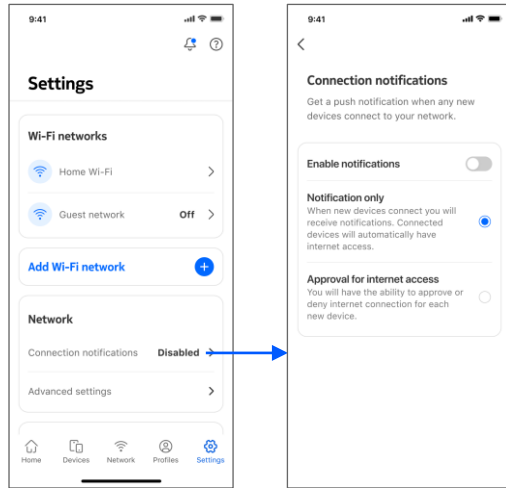 9:41
Settings
Wi-Fi networks
Home Wi-Fi
Guest network Off
Add Wi-Fi network
Network
Connection notifications Disabled
Advanced settings
Home Devices Network Profiles Settings
9:41
Connection notifications
Get a push notification when any new
devices connect to your network.
Enable notifications
Notification only
When new devices connect you will
receive notifications. Connected
devices will automatically have
internet access.
Approval for internet access
You will have the ability to approve or
deny internet connection for each
new device.